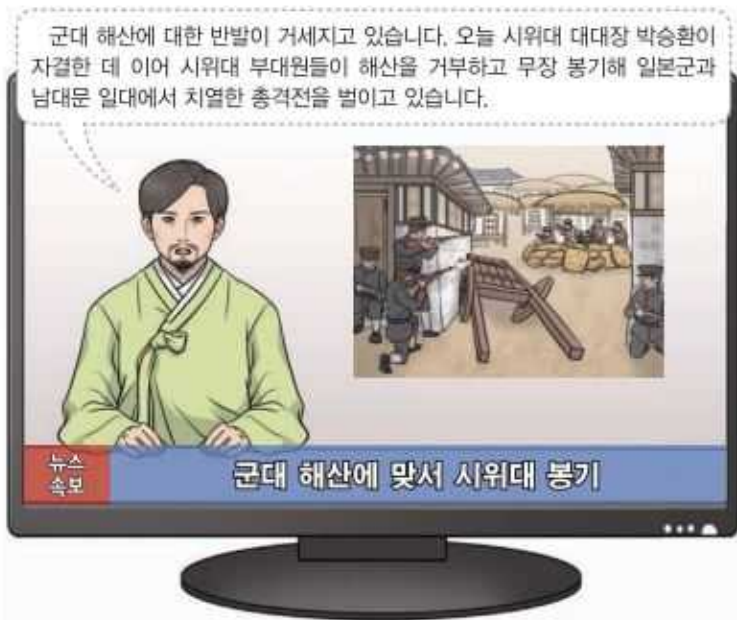 군대 해산에 대한 반발이 거세지고 있습니다. 오늘 시위대 대대장 박승환이
자결한 데 이어 시위대 부대원들이 해산을 거부하고 무장 봉기해 일본군과
남대문 일대에서 치열한 총격전을 벌이고 있습니다.
뉴스
속보
군대 해산에 맞서 시위대 봉기